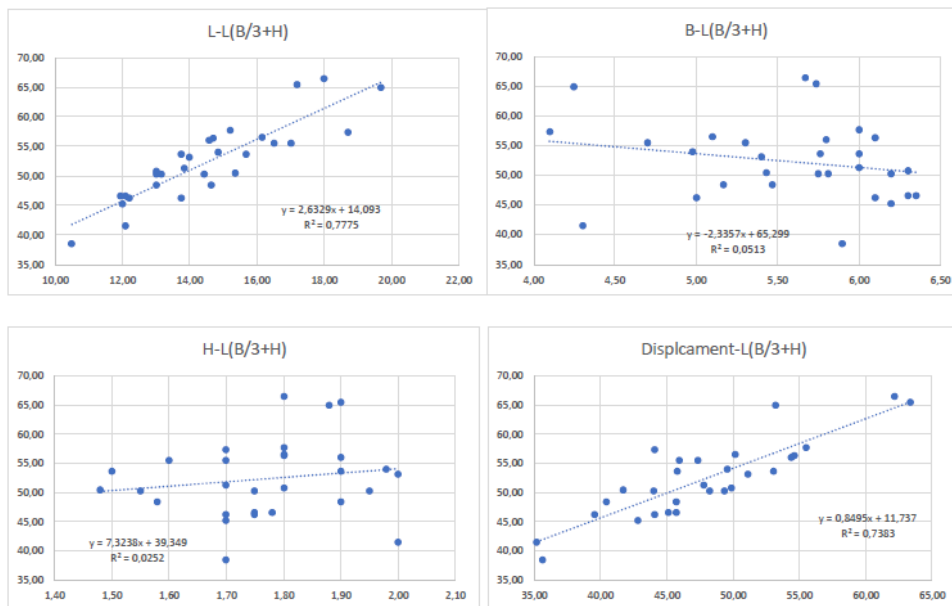 L-L(B/3+H)
70,00
65,00
60,00
55,00
50,00
45,00
40,00
35,00
y = 2,6329x + 14,093
R² = 0,7775
10,00 12,00 14,00 16,00 18,00 20,00 22,00
B-L(B/3+H)
70,00
65,00
60,00
55,00
50,00
45,00
40,00
35,00
y = -2,3357x + 65,299
R² = 0,0513
4,00 4,50 5,00 5,50 6,00 6,50
H-L(B/3+H)
70,00
65,00
60,00
55,00
50,00
45,00
40,00
35,00
y = 7,3238x + 39,349
R² = 0,0252
1,40 1,50 1,60 1,70 1,80 1,90 2,00 2,10
Displcament-L(B/3+H)
70,00
65,00
60,00
55,00
50,00
45,00
40,00
35,00
y = 0,8495x + 11,737
R² = 0,7383
35,00 40,00 45,00 50,00 55,00 60,00 65,00